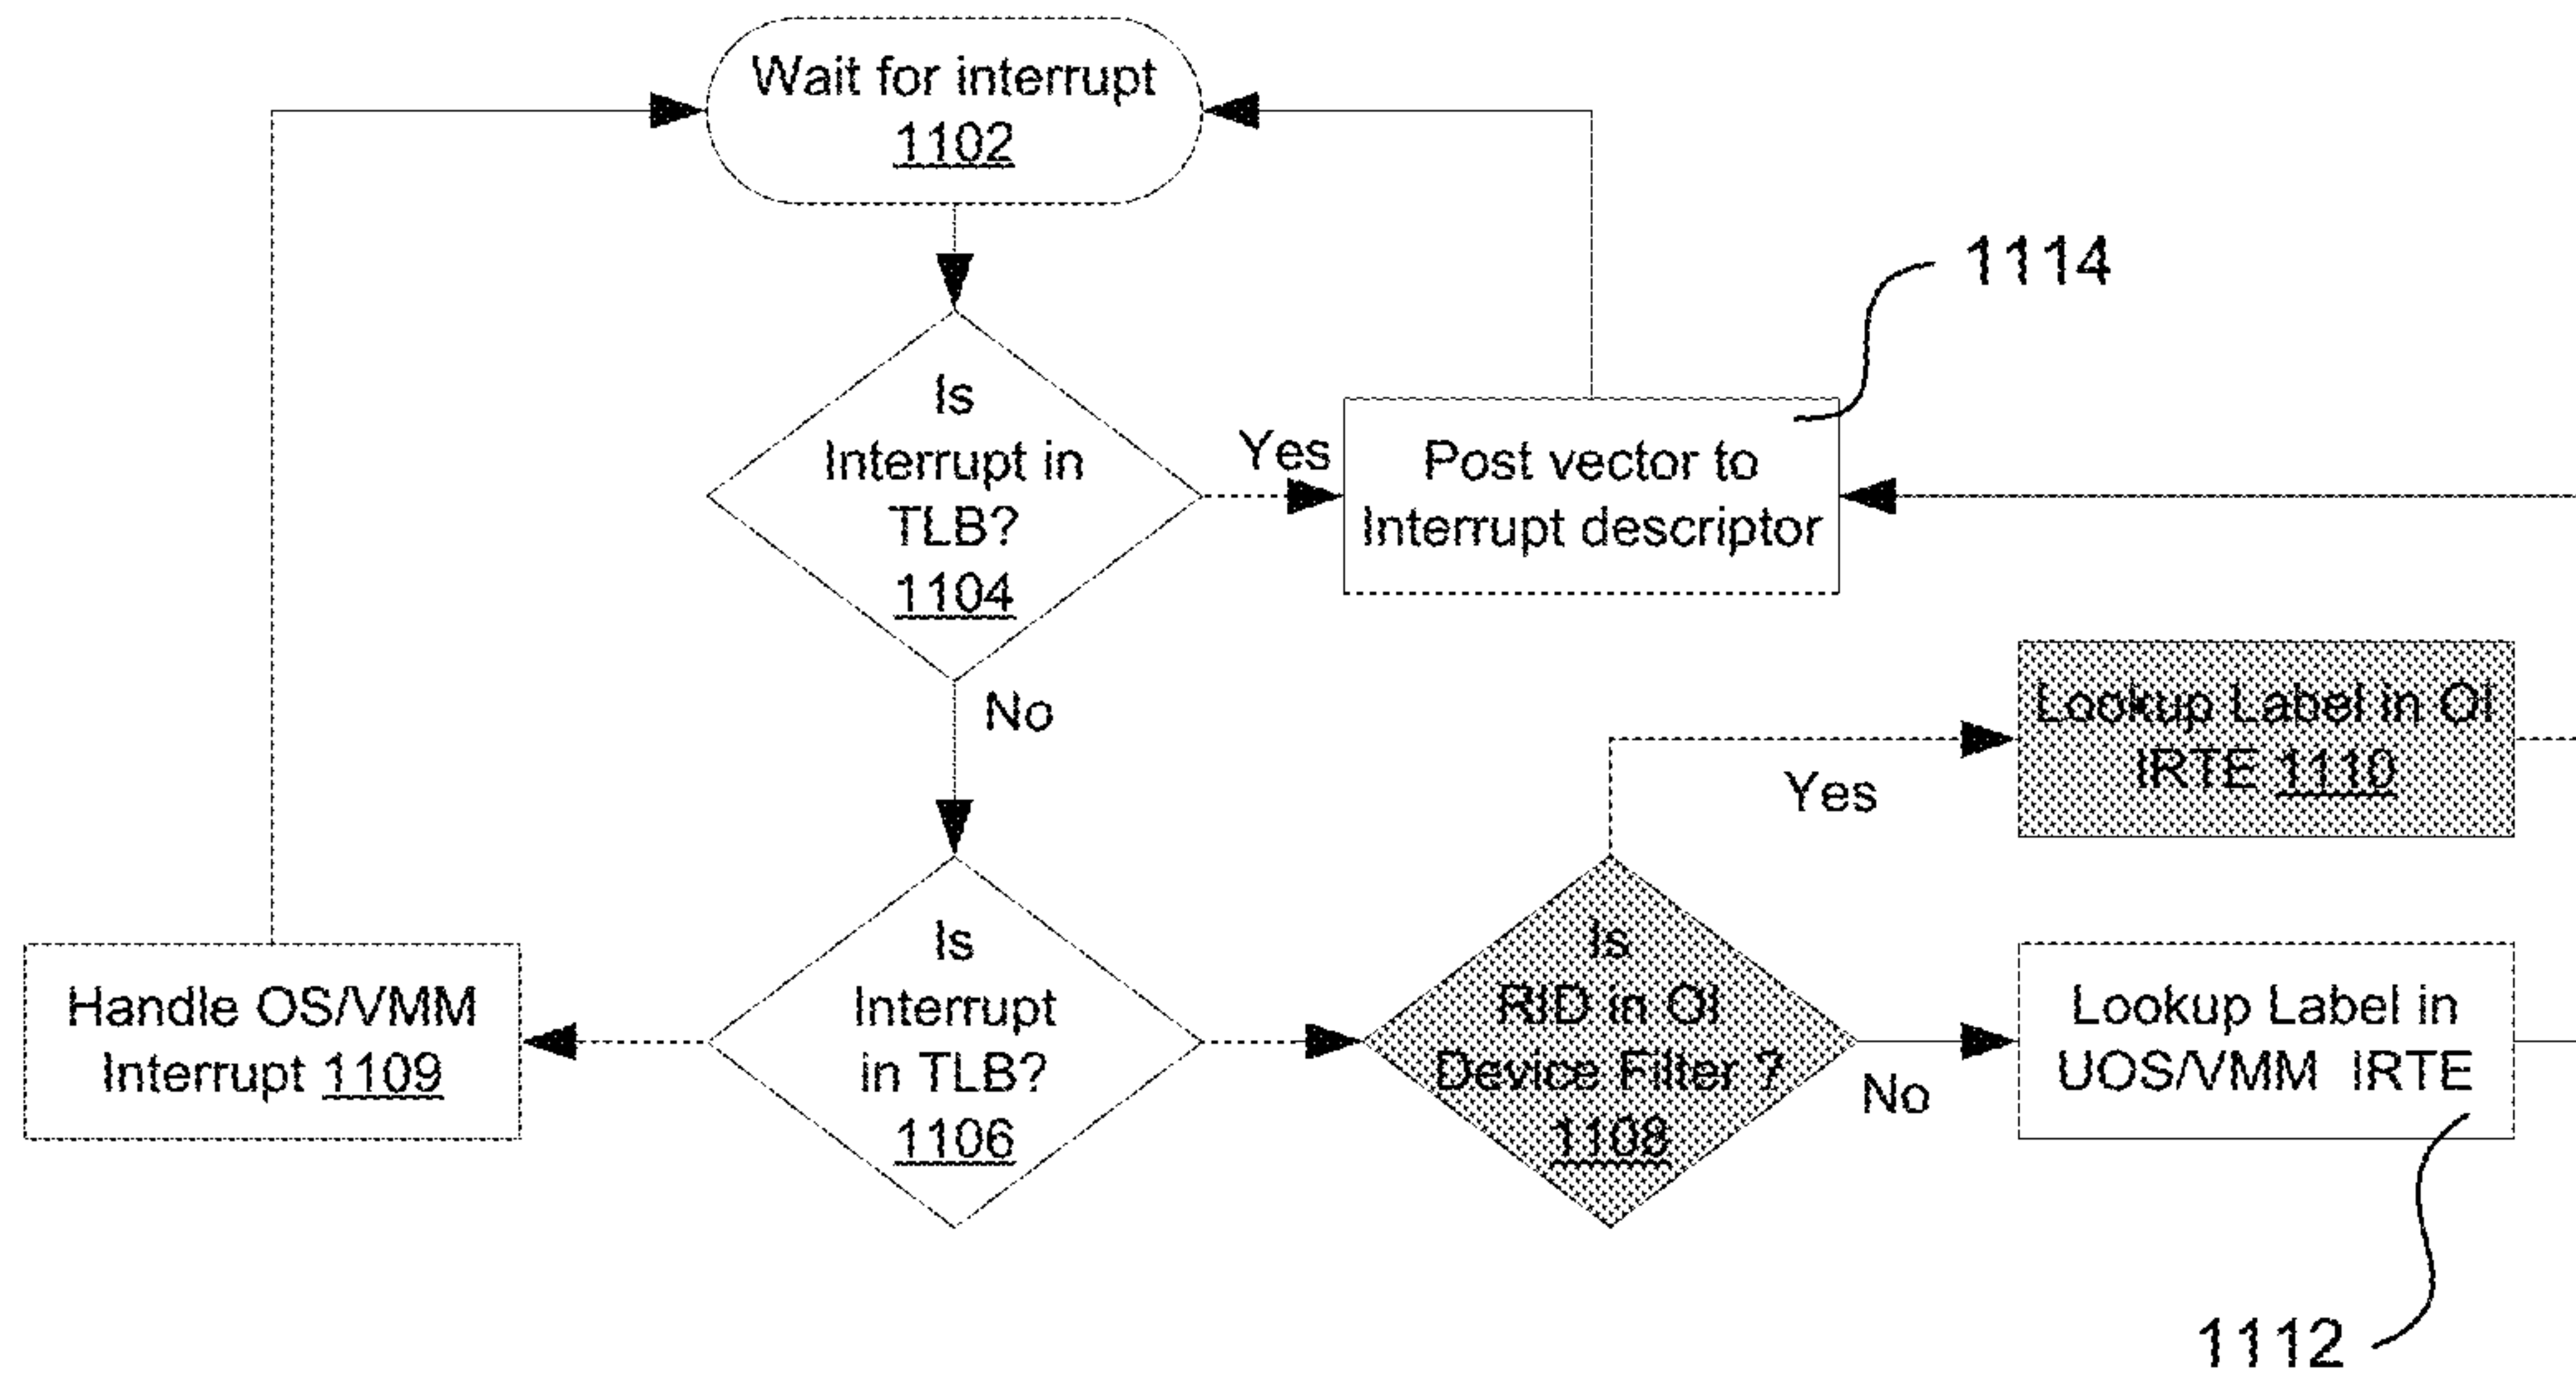 Wait for interrupt
1102
1114
Is
Interrupt in
TLB?
1104
Yes
Post vector to
Interrupt descriptor
No
Lookup Label in OI
IRTE 1110
Yes
Handle OS/VMM
Interrupt 1109
Is
Interrupt
in TLB?
1106
Is
RID in OI
Device Filter ?
1108
No
Lookup Label in
UOS/VMM IRTE
1112